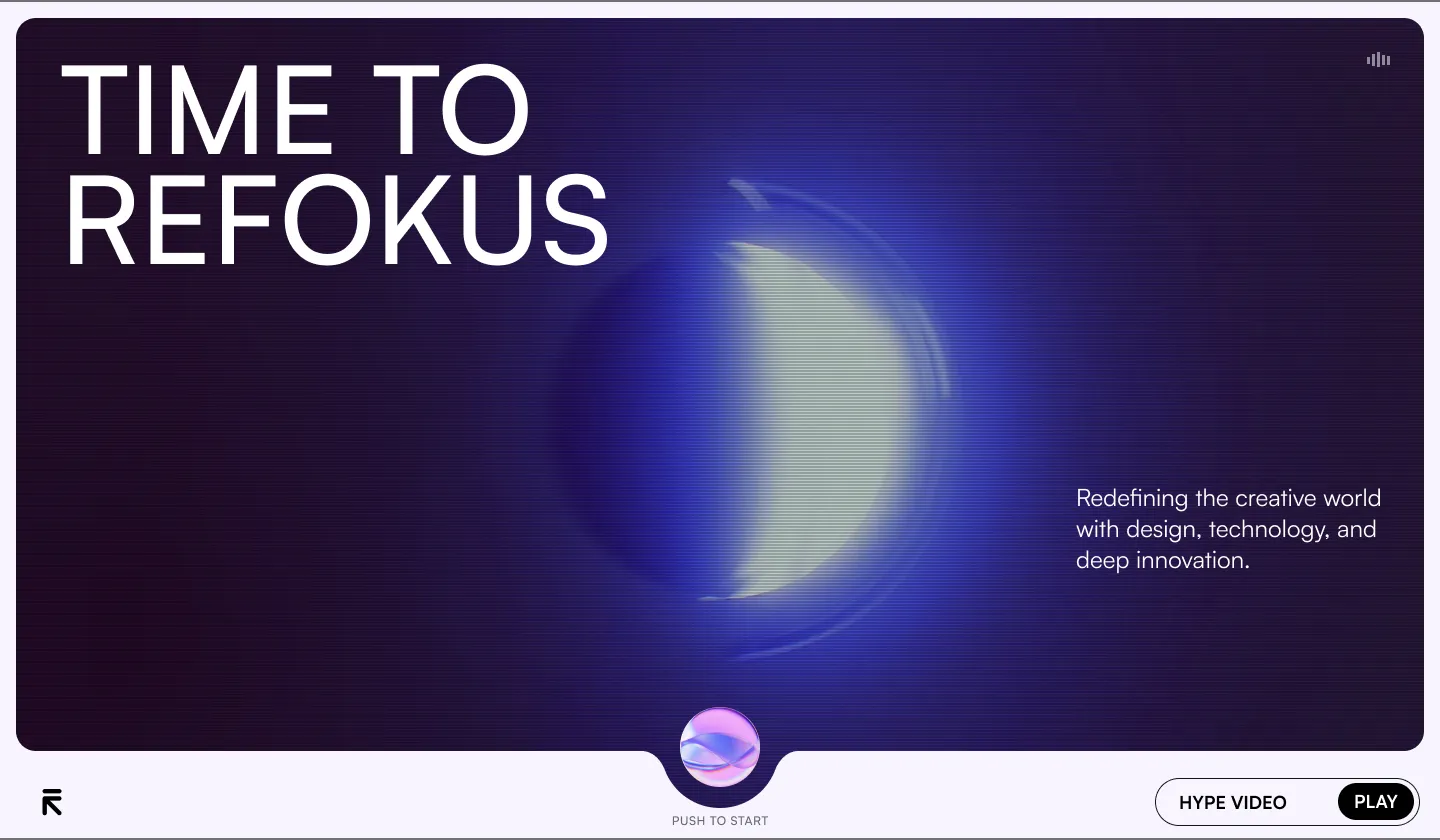 TIME TO
REFOKUS
Redefining the creative world
with design, technology, and
deep innovation.
PUSH TO START
HYPE VIDEO
PLAY